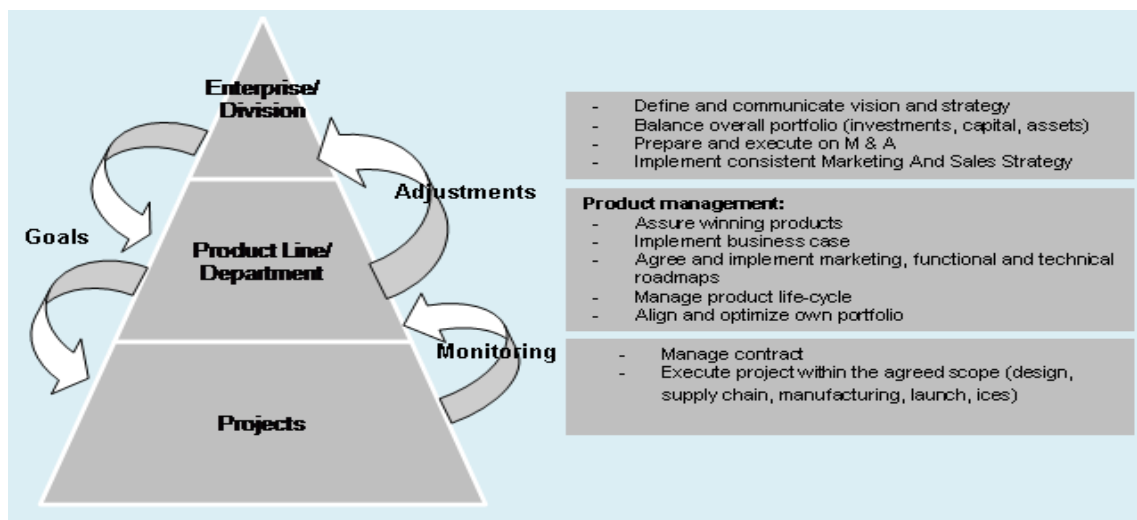 Enterprise/
Division
Goals
Adjustments
Product Line/
Department
Monitoring
Projects
- Define and communicate vision and strategy
- Balance overall portfolio (investments, capital, assets)
- Prepare and execute on M & A
- Implement consistent Marketing And Sales Strategy
Product management:
- Assure winning products
- Implement business case
- Agree and implement marketing, functional and technical
roadmaps
- Manage product life-cycle
- Align and optimize own portfolio
- Manage contract
- Execute project within the agreed scope (design,
supply chain, manufacturing, launch, ices)